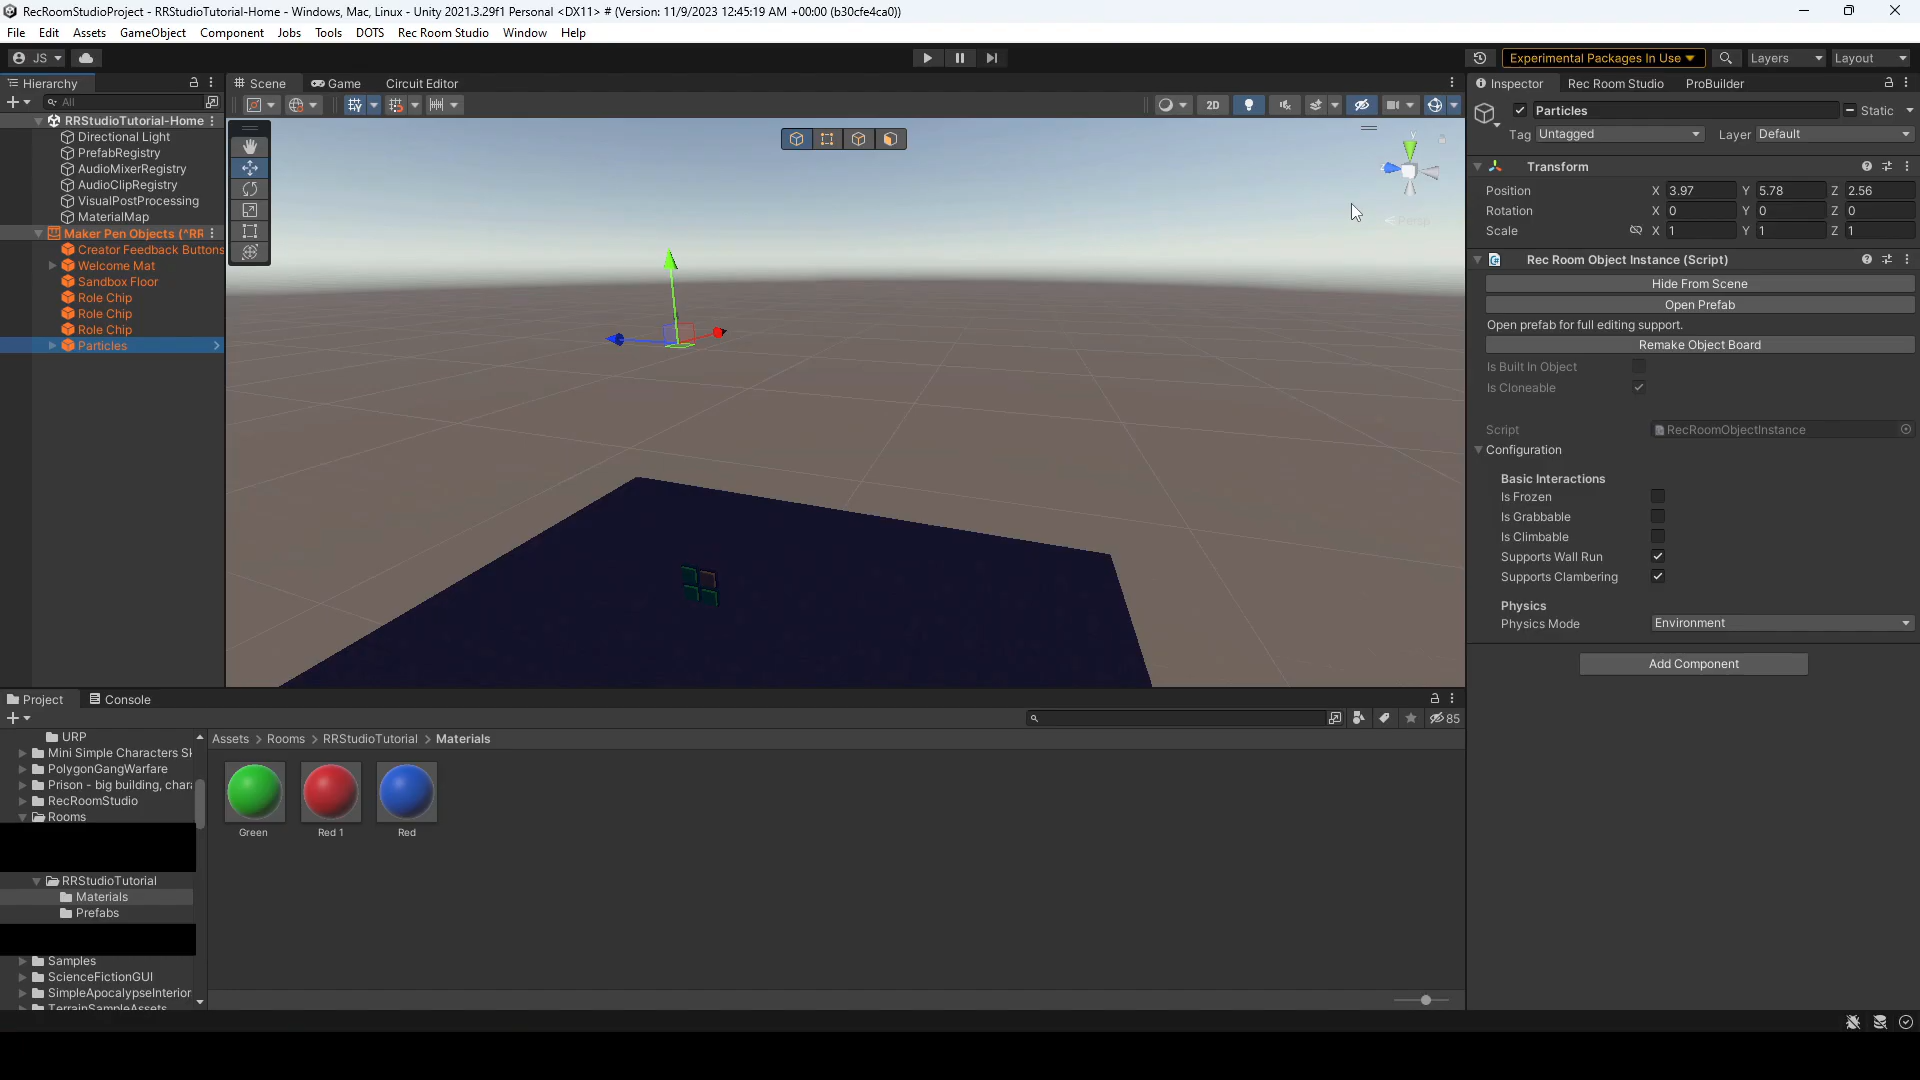 RecRoomStudioProject - RRStudioTutorial-Home - Windows, Mac, Linux - Unity 2021.3.29f1 Personal <DX11> # (Version: 11/9/2023 12:45:19 AM +00:00 (b30cfe4ca0))
File Edit Assets GameObject Component Jobs Tools DOTS Rec Room Studio Window Help
JS Experimental Packages In Use Layers Layout
Hierarchy Scene Game Circuit Editor Inspector Rec Room Studio ProBuilder
All 2D
Particles Static
Tag Untagged Layer Default
RRStudioTutorial-Home
Directional Light
PrefabRegistry
AudioMixerRegistry
AudioClipRegistry
VisualPostProcessing
MaterialMap
Maker Pen Objects (^RR
Creator Feedback Buttons
Welcome Mat
Sandbox Floor
Role Chip
Role Chip
Role Chip
Particles
Y
Persp
Transform
Position X 3.97 Y 5.78 Z 2.56
Rotation X 0 Y 0 Z 0
Scale X 1 Y 1 Z 1
Rec Room Object Instance (Script)
Hide From Scene
Open Prefab
Open prefab for full editing support.
Remake Object Board
Is Built In Object
Is Cloneable
Script RecRoomObjectInstance
Configuration
Basic Interactions
Is Frozen
Is Grabbable
Is Climbable
Supports Wall Run
Supports Clambering
Physics
Physics Mode Environment
Add Component
Project Console
85
URP
Mini Simple Characters Sk
PolygonGangWarfare
Prison - big building, chara
RecRoomStudio
Rooms
RRStudioTutorial
Materials
Prefabs
Samples
ScienceFictionGUI
SimpleApocalypseInterior
TerrainSampleAssets
Assets > Rooms > RRStudioTutorial > Materials
Green Red 1 Red